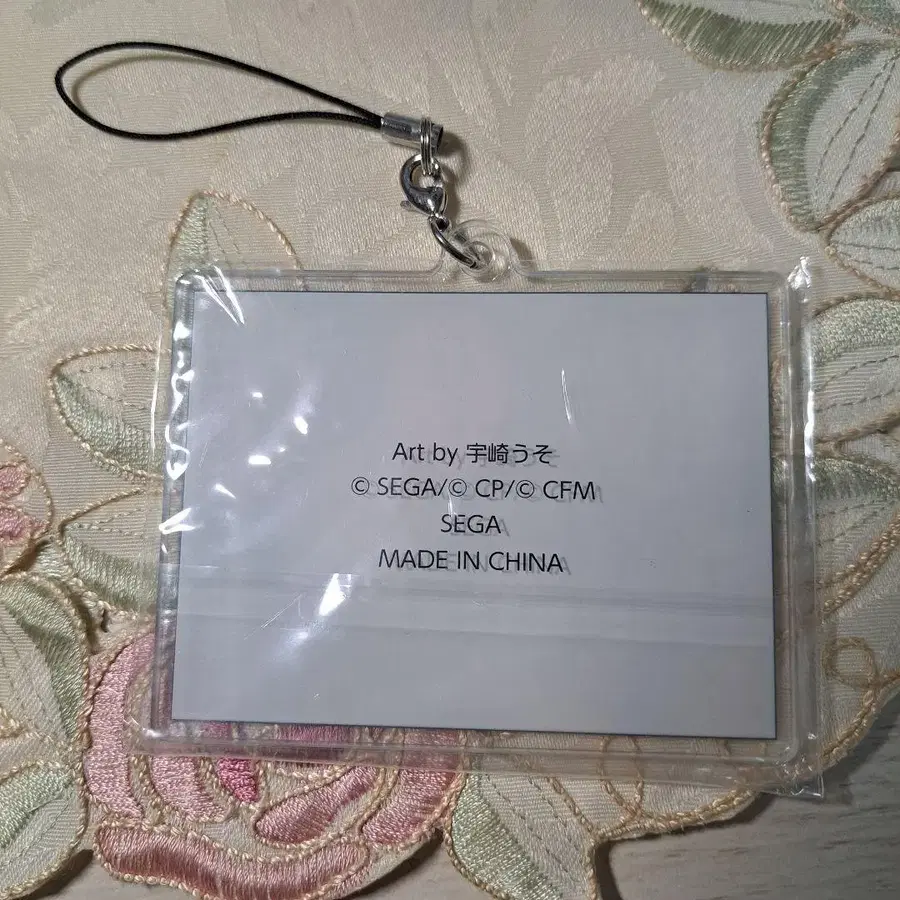 Art by 宇崎うそ
© SEGA/© CP/© CFM
SEGA
MADE IN CHINA